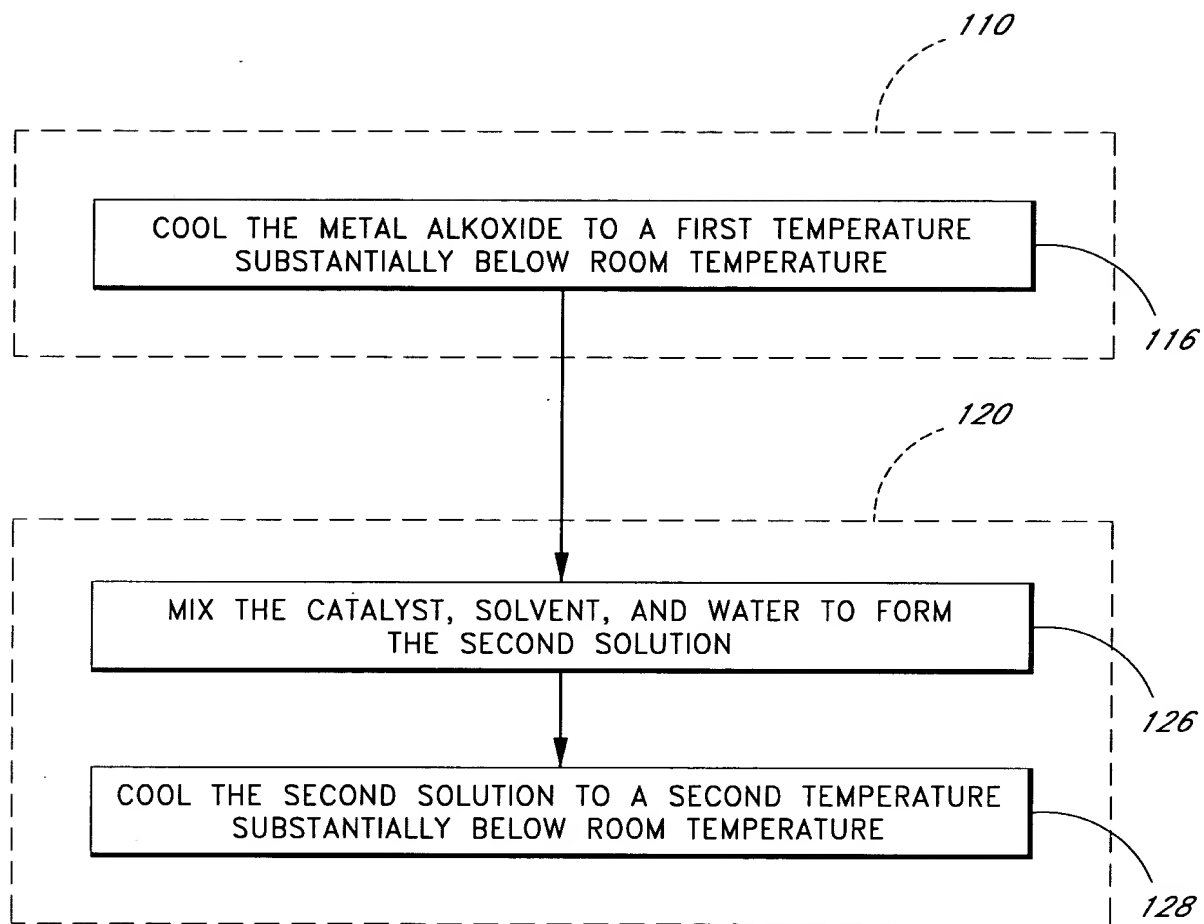 110
COOL THE METAL ALKOXIDE TO A FIRST TEMPERATURE
SUBSTANTIALLY BELOW ROOM TEMPERATURE
116
120
MIX THE CATALYST, SOLVENT, AND WATER TO FORM
THE SECOND SOLUTION
126
COOL THE SECOND SOLUTION TO A SECOND TEMPERATURE
SUBSTANTIALLY BELOW ROOM TEMPERATURE
128